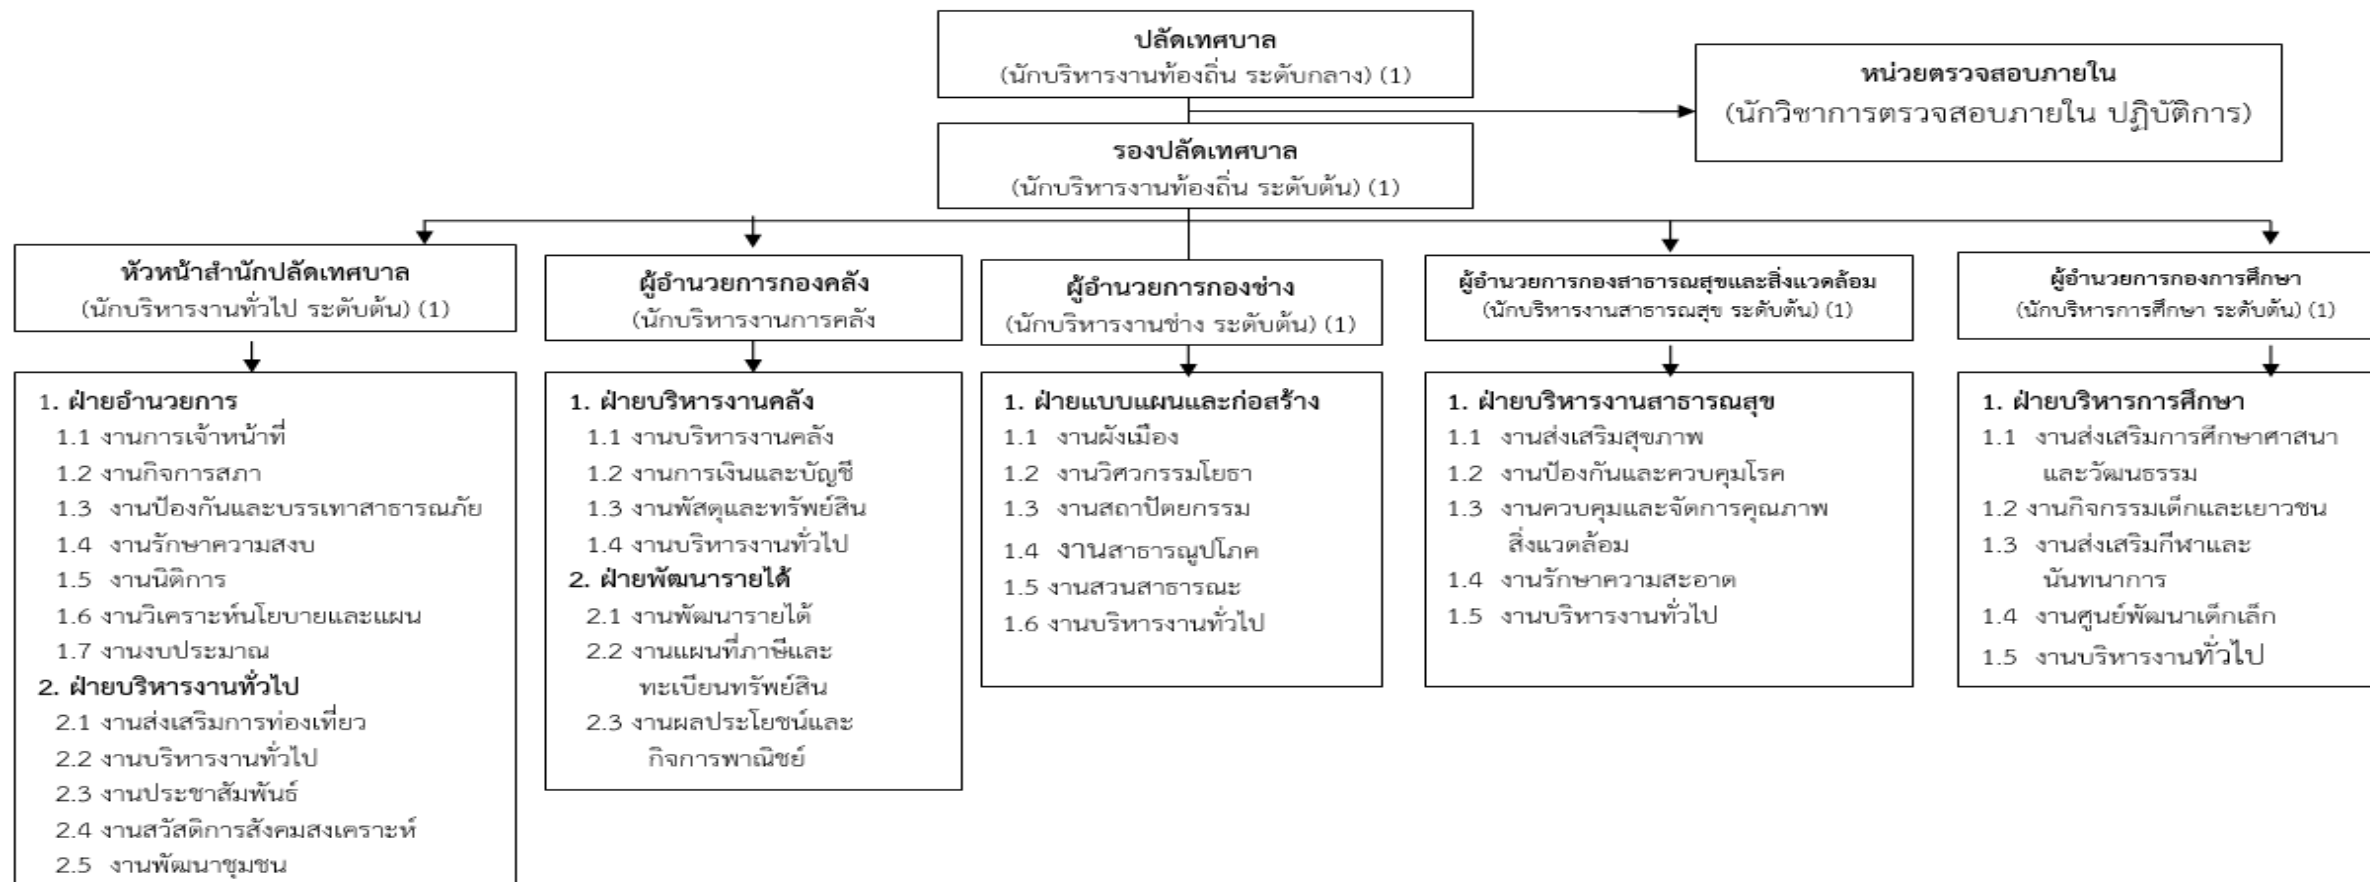 ปลัดเทศบาล
(นักบริหารงานท้องถิ่น ระดับกลาง) (1)
หน่วยตรวจสอบภายใน
(นักวิชาการตรวจสอบภายใน ปฏิบัติการ)
รองปลัดเทศบาล
(นักบริหารงานท้องถิ่น ระดับต้น) (1)
หัวหน้าสำนักปลัดเทศบาล
(นักบริหารงานทั่วไป ระดับต้น) (1)
ผู้อำนวยการกองคลัง
(นักบริหารงานการคลัง
ผู้อำนวยการกองช่าง
(นักบริหารงานช่าง ระดับต้น) (1)
ผู้อำนวยการกองสาธารณสุขและสิ่งแวดล้อม
(นักบริหารงานสาธารณสุข ระดับต้น) (1)
ผู้อำนวยการกองการศึกษา
(นักบริหารการศึกษา ระดับต้น) (1)
1. ฝ่ายอำนวยการ
1.1 งานการเจ้าหน้าที่
1.2 งานกิจการสภา
1.3 งานป้องกันและบรรเทาสาธารณภัย
1.4 งานรักษาความสงบ
1.5 งานนิติการ
1.6 งานวิเคราะห์นโยบายและแผน
1.7 งานงบประมาณ
2. ฝ่ายบริหารงานทั่วไป
2.1 งานส่งเสริมการท่องเที่ยว
2.2 งานบริหารงานทั่วไป
2.3 งานประชาสัมพันธ์
2.4 งานสวัสดิการสังคมสงเคราะห์
2.5 งานพัฒนาชุมชน
1. ฝ่ายบริหารงานคลัง
1.1 งานบริหารงานคลัง
1.2 งานการเงินและบัญชี
1.3 งานพัสดุและทรัพย์สิน
1.4 งานบริหารงานทั่วไป
2. ฝ่ายพัฒนารายได้
2.1 งานพัฒนารายได้
2.2 งานแผนที่ภาษีและ
ทะเบียนทรัพย์สิน
2.3 งานผลประโยชน์และ
กิจการพาณิชย์
1. ฝ่ายแบบแผนและก่อสร้าง
1.1 งานผังเมือง
1.2 งานวิศวกรรมโยธา
1.3 งานสถาปัตยกรรม
1.4 งานสาธารณูปโภค
1.5 งานสวนสาธารณะ
1.6 งานบริหารงานทั่วไป
1. ฝ่ายบริหารงานสาธารณสุข
1.1 งานส่งเสริมสุขภาพ
1.2 งานป้องกันและควบคุมโรค
1.3 งานควบคุมและจัดการคุณภาพ
สิ่งแวดล้อม
1.4 งานรักษาความสะอาด
1.5 งานบริหารงานทั่วไป
1. ฝ่ายบริหารการศึกษา
1.1 งานส่งเสริมการศึกษาศาสนา
และวัฒนธรรม
1.2 งานกิจกรรมเด็กและเยาวชน
1.3 งานส่งเสริมกีฬาและ
นันทนาการ
1.4 งานศูนย์พัฒนาเด็กเล็ก
1.5 งานบริหารงานทั่วไป